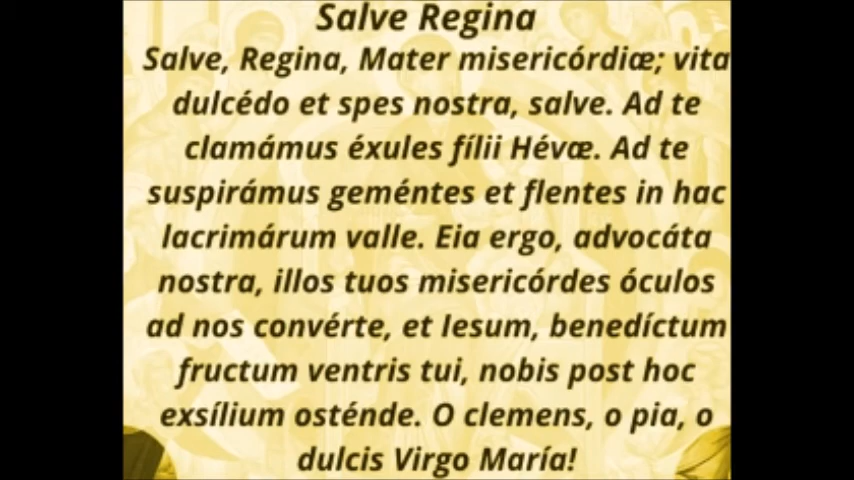 Salve Regina
Salve, Regina, Mater misericórdiæ; vita
dulcédo et spes nostra, salve. Ad te
clamámus éxules fílii Hévæ. Ad te
suspirámus geméntes et flentes in hac
lacrimárum valle. Eia ergo, advocáta
nostra, illos tuos misericórdes óculos
ad nos convérte, et Iesum, benedíctum
fructum ventris tui, nobis post hoc
exsílium osténde. O clemens, o pia, o
dulcis Virgo María!